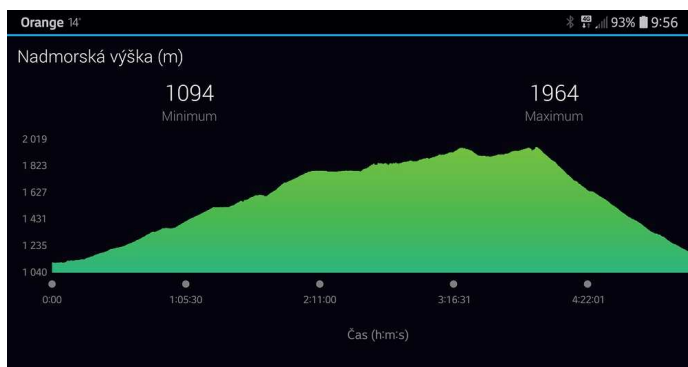 Orange 14°
4G 93% 9:56
Nadmorská výška (m)
1094 1964
Minimum Maximum
2 019
1 823
1 627
1 431
1 235
1 040
0:00 1:05:30 2:11:00 3:16:31 4:22:01
Čas (h:m:s)